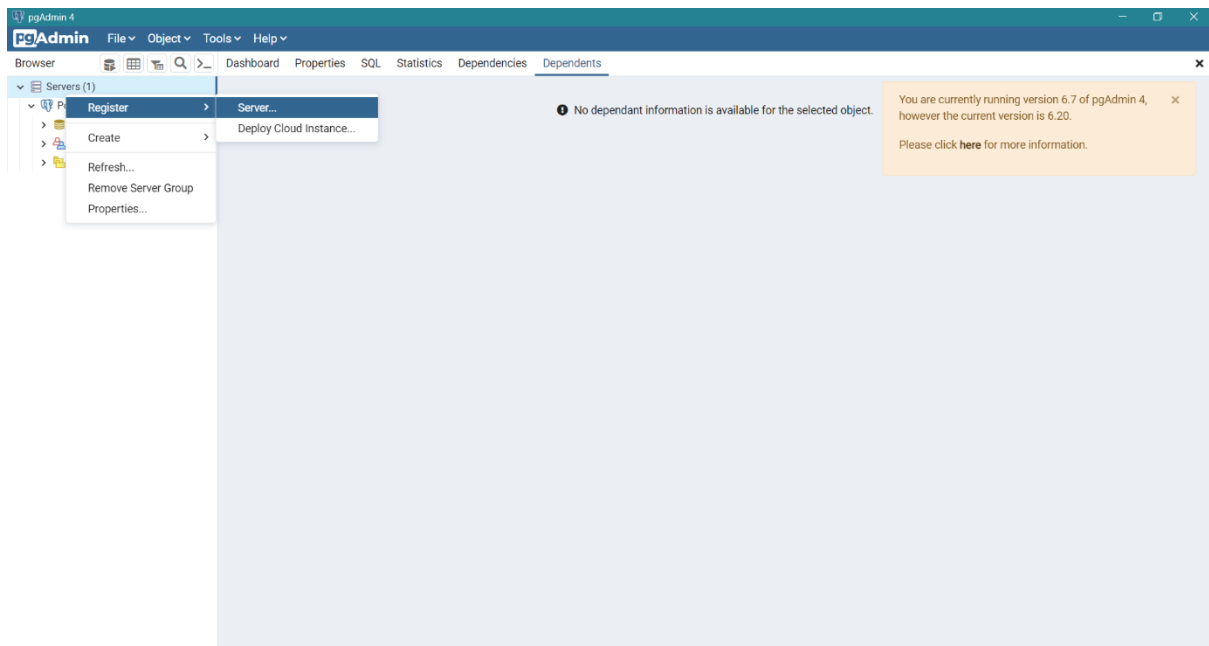 pgAdmin 4
pgAdmin File Object Tools Help
Browser Dashboard Properties SQL Statistics Dependencies Dependents
Servers (1)
Register
Server...
Deploy Cloud Instance...
Create
Refresh...
Remove Server Group
Properties...
No dependant information is available for the selected object.
You are currently running version 6.7 of pgAdmin 4,
however the current version is 6.20.
Please click here for more information.